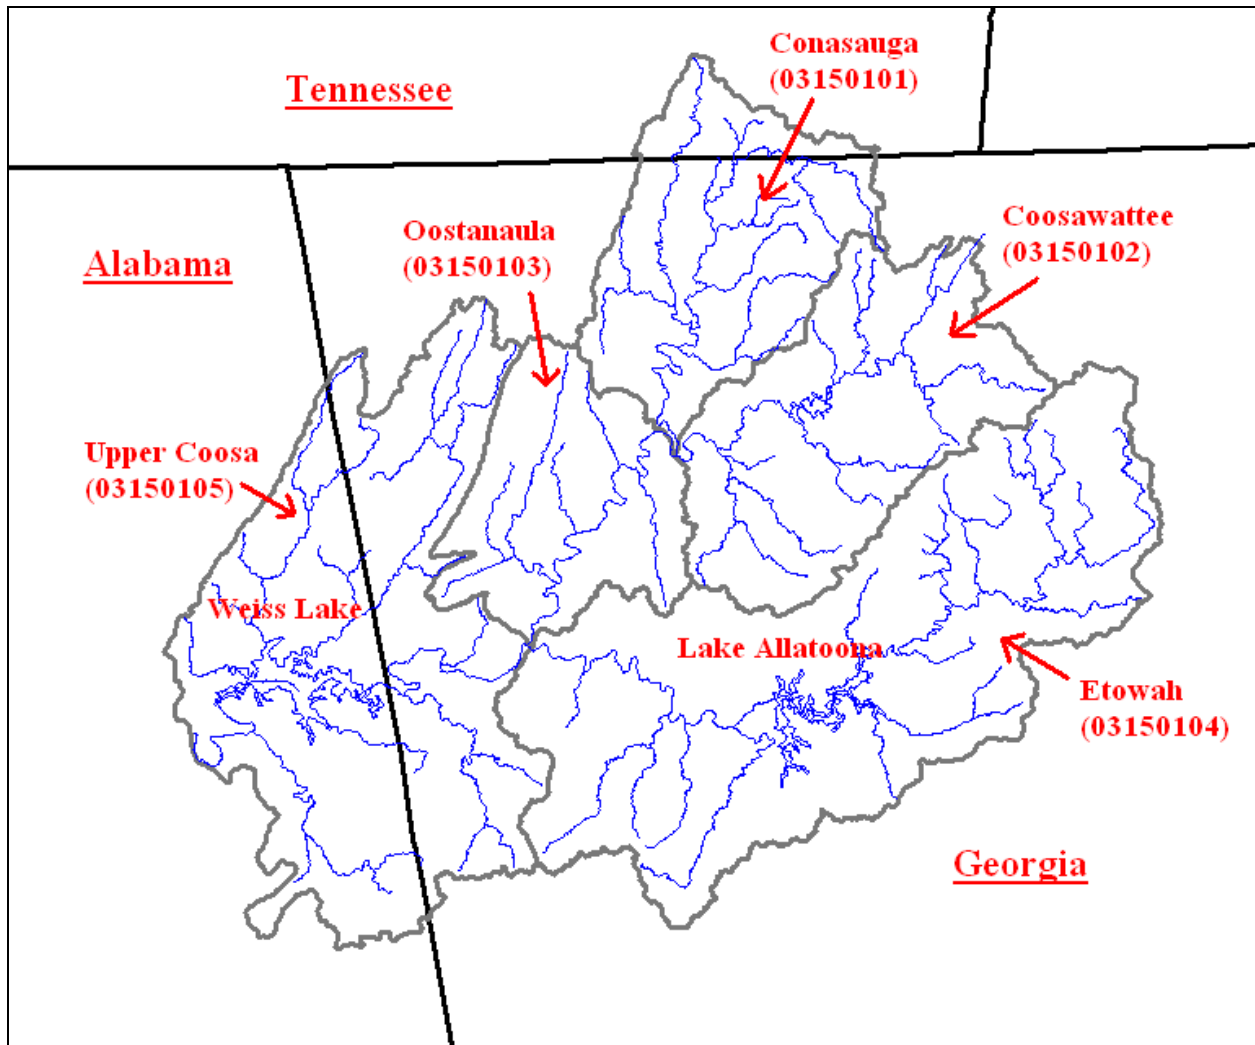 Conasauga
(03150101)
Tennessee
Coosawattee
(03150102)
Oostanaula
(03150103)
Alabama
Upper Coosa
(03150105)
Weiss Lake
Lake Allatoona
Etowah
(03150104)
Georgia